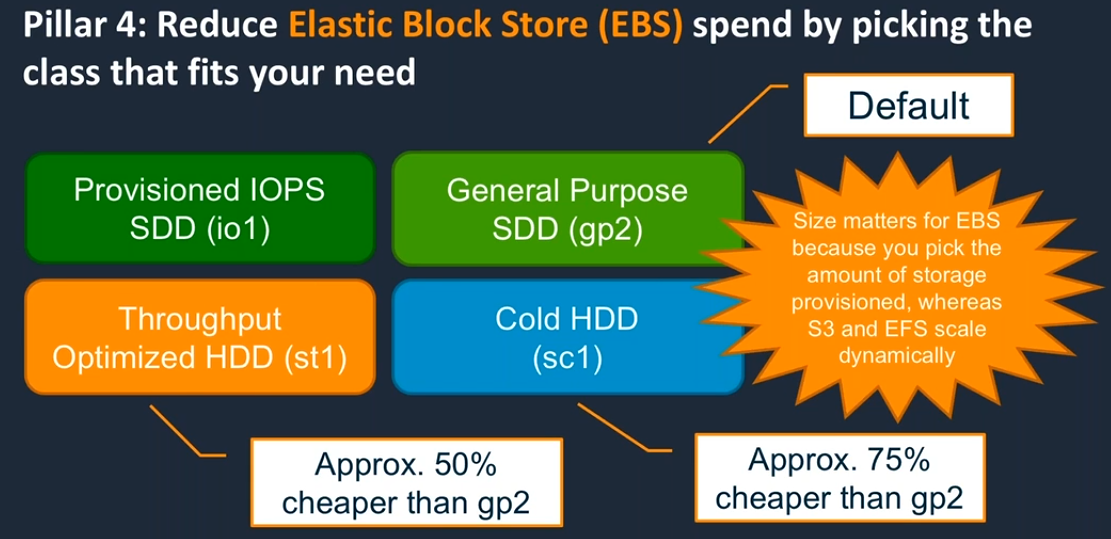 Pillar 4: Reduce Elastic Block Store (EBS) spend by picking the
class that fits your need
Default
Provisioned IOPS
SDD (io1)
General Purpose
SDD (gp2)
Size matters for EBS
because you pick the
amount of storage
provisioned, whereas
S3 and EFS scale
dynamically
Throughput
Optimized HDD (st1)
Cold HDD
(sc1)
Approx. 50%
cheaper than gp2
Approx. 75%
cheaper than gp2